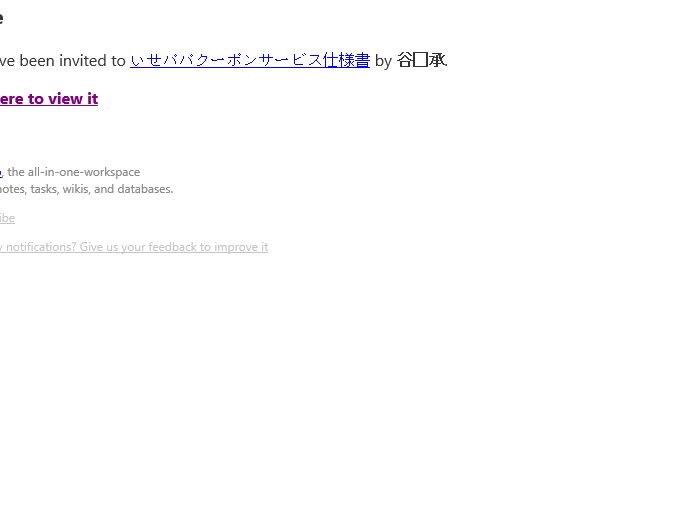 e
ve been invited to いせババクーポンサービス仕様書 by 谷口承.
ere to view it
, the all-in-one-workspace
notes, tasks, wikis, and databases.
ibe
y notifications? Give us your feedback to improve it